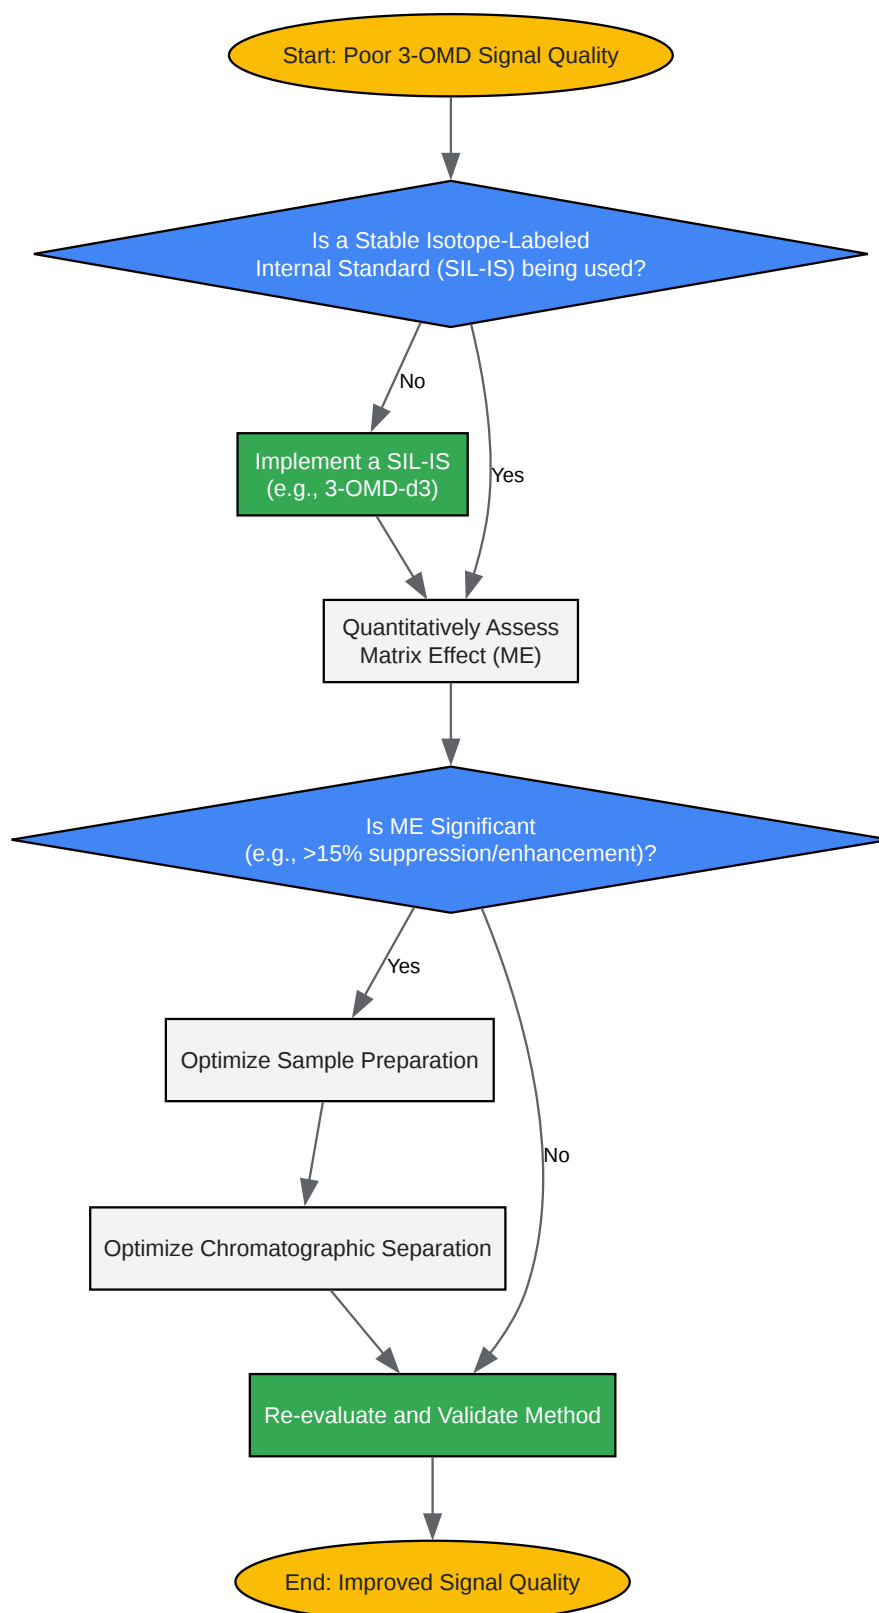 Start: Poor 3-OMD Signal Quality
Is a Stable Isotope-Labeled
Internal Standard (SIL-IS) being used?
No
Implement a SIL-IS
(e.g., 3-OMD-d3)
Yes
Quantitatively Assess
Matrix Effect (ME)
Is ME Significant
(e.g., >15% suppression/enhancement)?
Yes
Optimize Sample Preparation
No
Optimize Chromatographic Separation
Re-evaluate and Validate Method
End: Improved Signal Quality